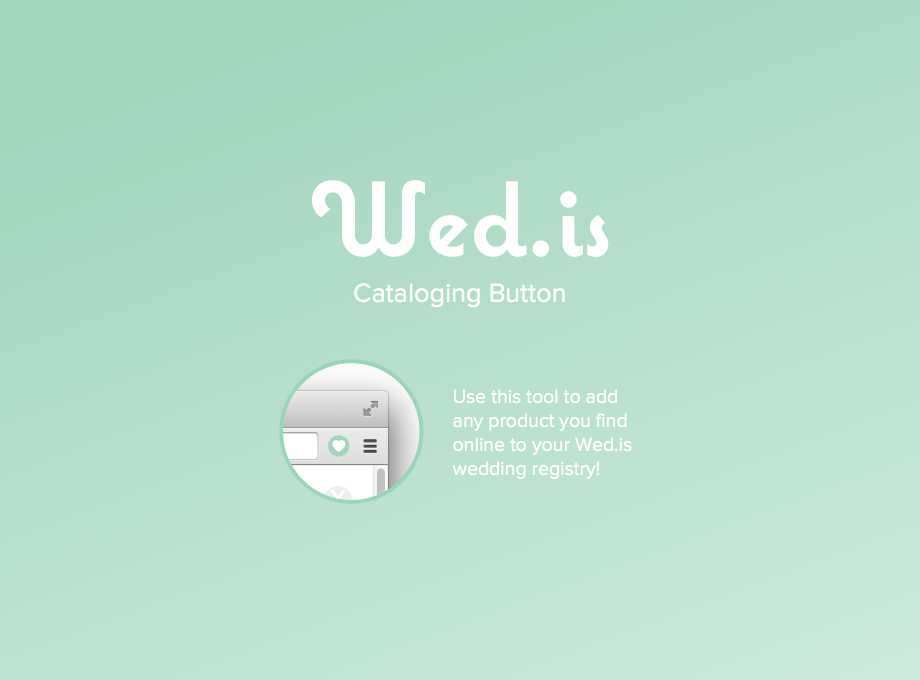 Wed.is
Cataloging Button
Use this tool to add
any product you find
online to your Wed.is
wedding registry!